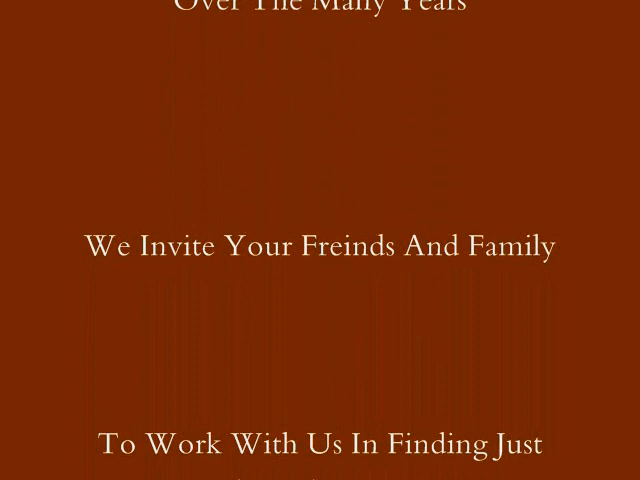 Over The Many Years
We Invite Your Freinds And Family
To Work With Us In Finding Just